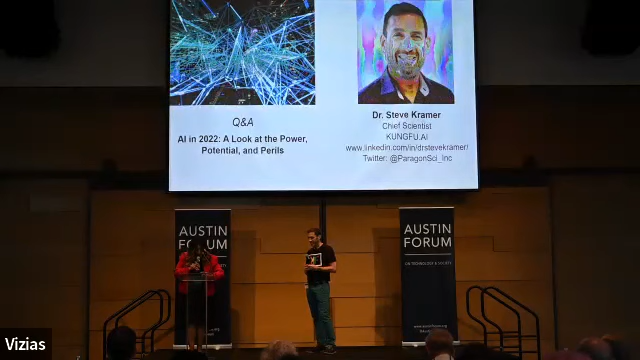 Q&A
AI in 2022: A Look at the Power,
Potential, and Perils
Dr. Steve Kramer
Chief Scientist
KUNGFU.AI
www.linkedin.com/in/drstevekramer/
Twitter: @ParagonSci_Inc
AUSTIN
FORUM
AUSTIN
FORUM
ON TECHNOLOGY & SOCIETY
Vizias